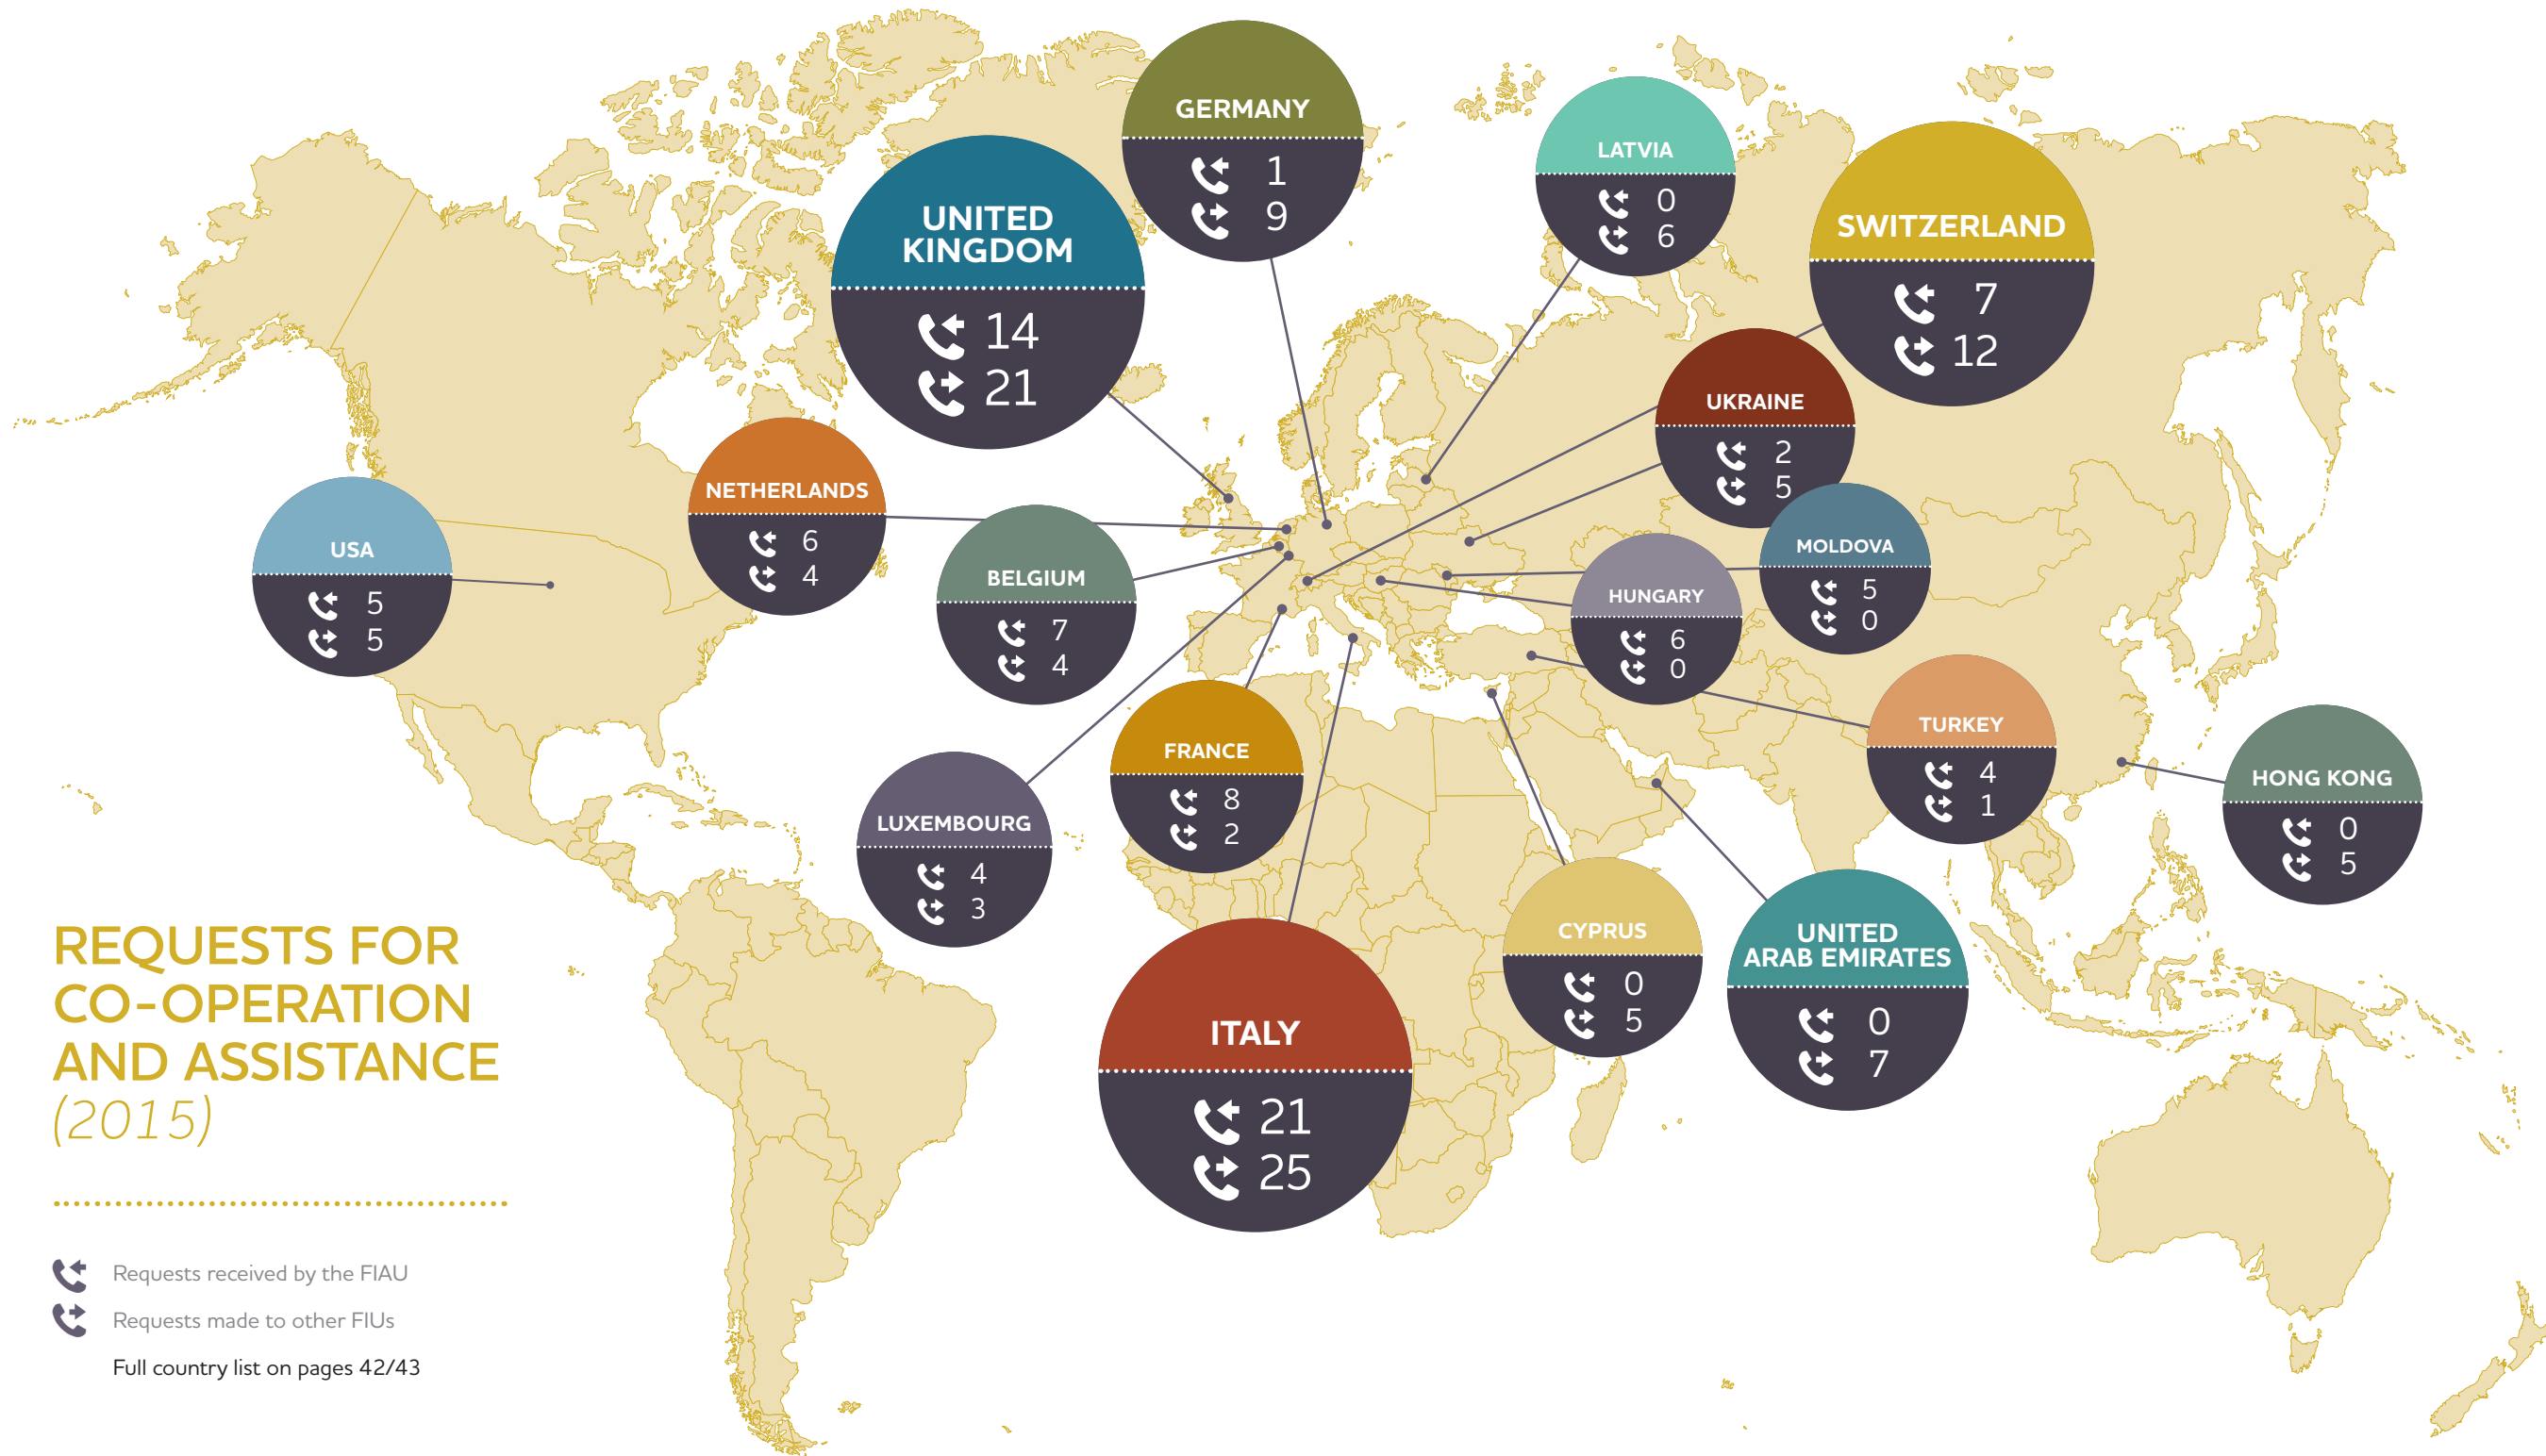 GERMANY
1
9
LATVIA
0
6
UNITED
KINGDOM
14
21
SWITZERLAND
7
12
UKRAINE
2
5
NETHERLANDS
6
4
USA
5
5
BELGIUM
7
4
MOLDOVA
5
0
HUNGARY
6
0
FRANCE
8
2
TURKEY
4
1
HONG KONG
0
5
LUXEMBOURG
4
3
CYPRUS
0
5
UNITED
ARAB EMIRATES
0
7
ITALY
21
25
REQUESTS FOR
CO-OPERATION
AND ASSISTANCE
(2015)
Requests received by the FIAU
Requests made to other FIUs
Full country list on pages 42/43